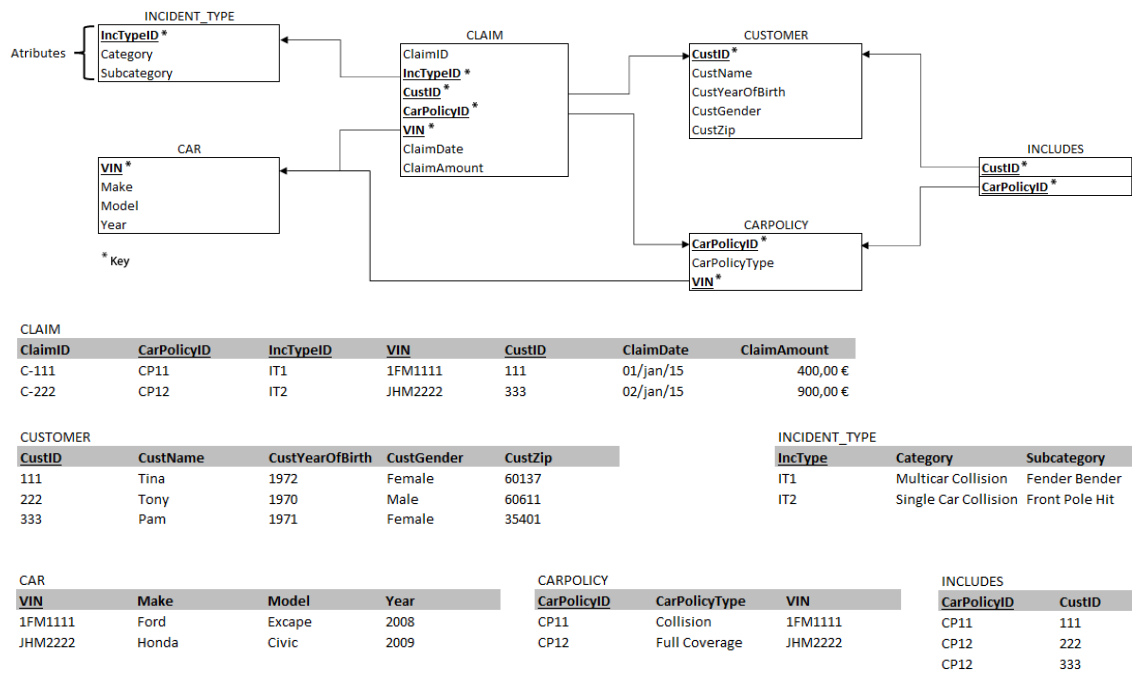 INCIDENT_TYPE
Atributes
IncTypeID *
Category
Subcategory
CLAIM
ClaimID
IncTypeID *
CustID *
CarPolicyID *
VIN *
ClaimDate
ClaimAmount
CUSTOMER
CustID *
CustName
CustYearOfBirth
CustGender
CustZip
CAR
VIN *
Make
Model
Year
INCLUDES
CustID *
CarPolicyID *
CARPOLICY
CarPolicyID *
CarPolicyType
VIN *
* Key
CLAIM
ClaimID CarPolicyID IncTypeID VIN CustID ClaimDate ClaimAmount
C-111 CP11 IT1 1FM1111 111 01/jan/15 400,00 €
C-222 CP12 IT2 JHM2222 333 02/jan/15 900,00 €
CUSTOMER
CustID CustName CustYearOfBirth CustGender CustZip
111 Tina 1972 Female 60137
222 Tony 1970 Male 60611
333 Pam 1971 Female 35401
INCIDENT_TYPE
IncType Category Subcategory
IT1 Multicar Collision Fender Bender
IT2 Single Car Collision Front Pole Hit
CAR
VIN Make Model Year
1FM1111 Ford Excape 2008
JHM2222 Honda Civic 2009
CARPOLICY
CarPolicyID CarPolicyType VIN
CP11 Collision 1FM1111
CP12 Full Coverage JHM2222
INCLUDES
CarPolicyID CustID
CP11 111
CP12 222
CP12 333